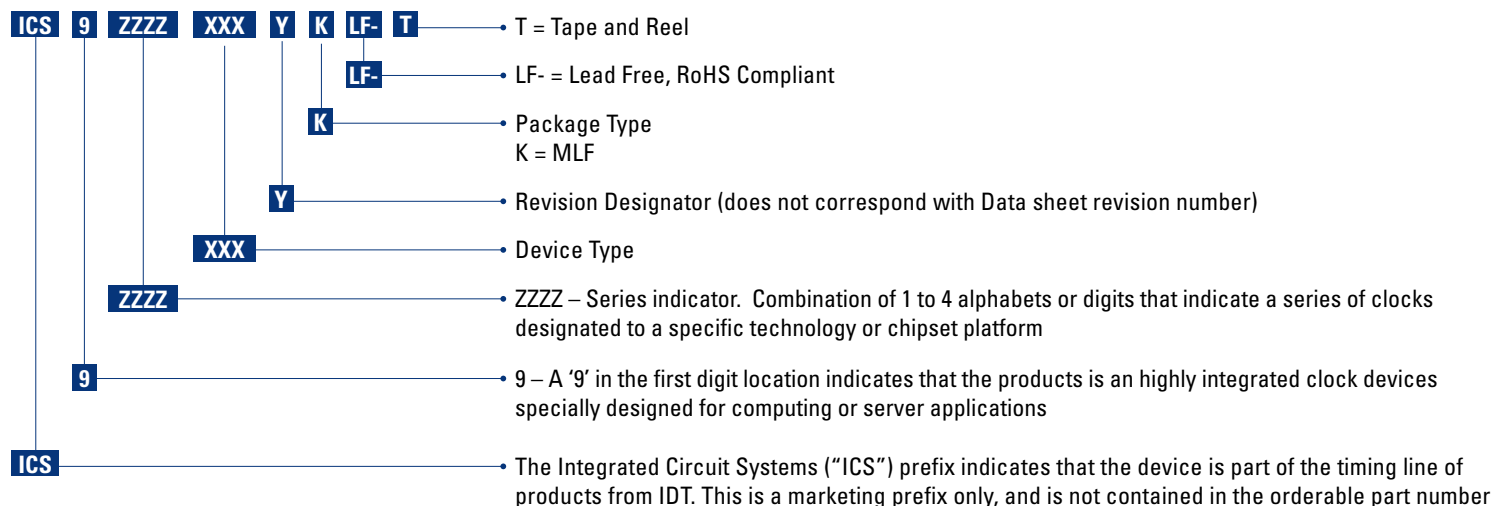 ICS 9 ZZZZ XXX Y K LF- T • T = Tape and Reel
LF- • LF- = Lead Free, RoHS Compliant
K • Package Type
K = MLF
Y • Revision Designator (does not correspond with Data sheet revision number)
XXX • Device Type
ZZZZ • ZZZZ – Series indicator. Combination of 1 to 4 alphabets or digits that indicate a series of clocks
designated to a specific technology or chipset platform
9 • 9 – A ‘9’ in the first digit location indicates that the products is an highly integrated clock devices
specially designed for computing or server applications
ICS • The Integrated Circuit Systems (“ICS”) prefix indicates that the device is part of the timing line of
products from IDT. This is a marketing prefix only, and is not contained in the orderable part number